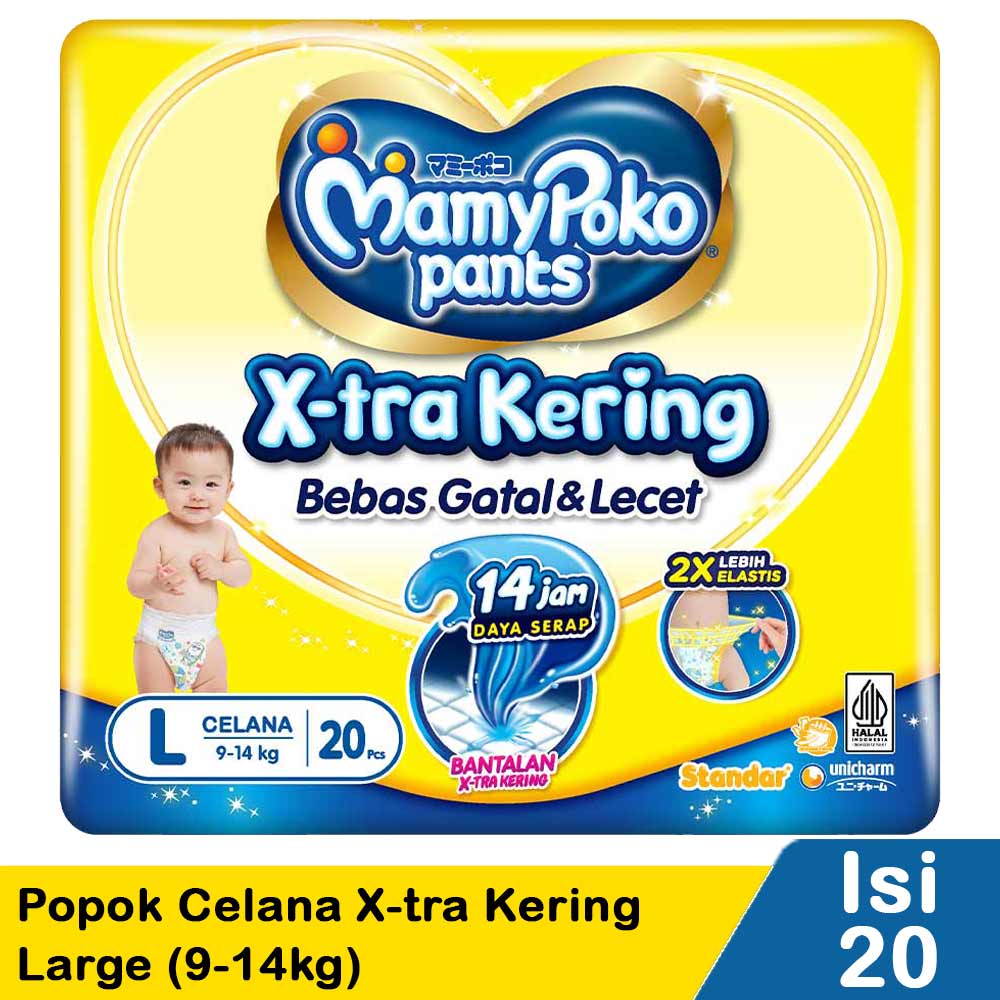 マミーポコ
MamyPoko
pants
®
X-tra Kering
Bebas Gatal & Lecet
14 jam
DAYA SERAP
2X LEBIH
ELASTIS
BANTALAN
X-TRA KERING
L
CELANA
9-14 kg
20 Pcs
HALAL
INDONESIA
Standar
unicharm
ユニ・チャーム
Popok Celana X-tra Kering
Large (9-14kg)
Isi
20